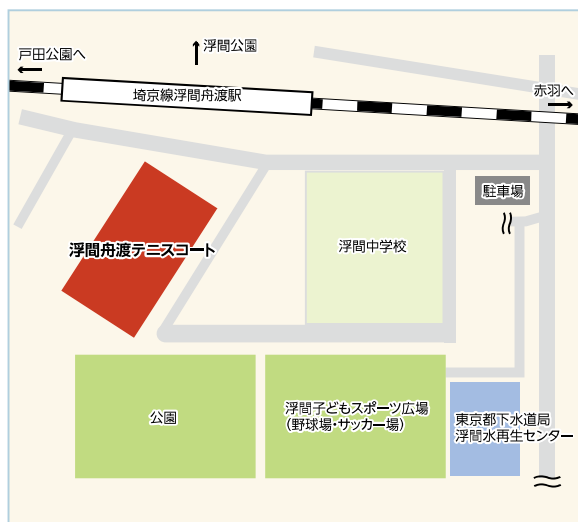 浮間公園
戸田公園へ
赤羽へ
埼京線浮間舟渡駅
駐車場
浮間舟渡テニスコート
浮間中学校
公園
浮間子どもスポーツ広場
（野球場・サッカー場）
東京都下水道局
浮間水再生センター